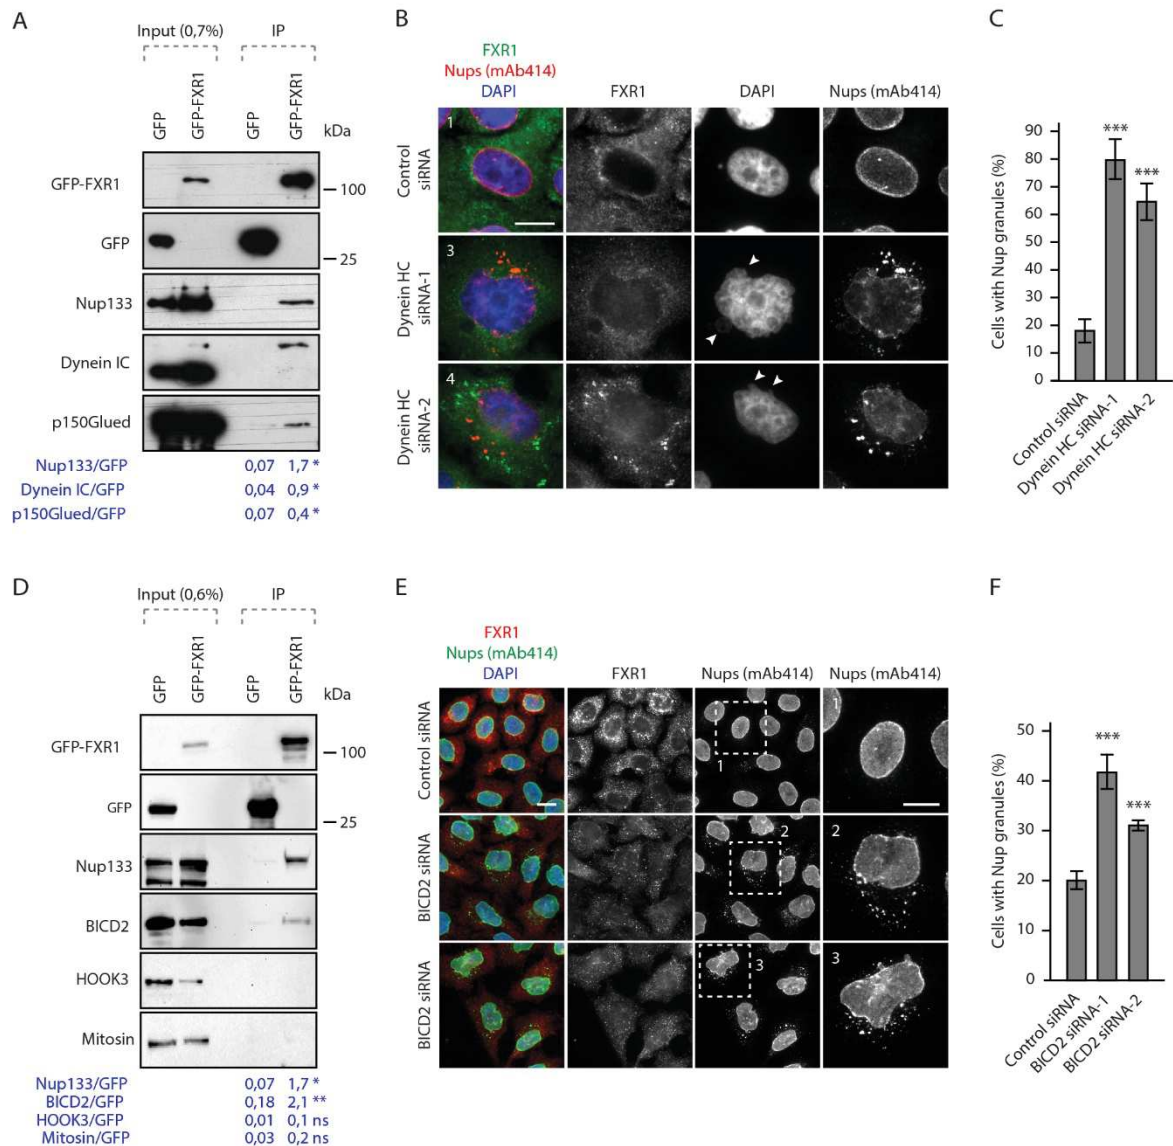 A
Input (0,7%) IP
GFP GFP-FXR1 GFP GFP-FXR1 kDa
GFP-FXR1
100
GFP
25
Nup133
Dynein IC
p150Glued
Nup133/GFP 0,07 1,7 *
Dynein IC/GFP 0,04 0,9 *
p150Glued/GFP 0,07 0,4 *
B
FXR1
Nups (mAb414)
DAPI FXR1 DAPI Nups (mAb414)
Control siRNA
1
Dynein HC siRNA-1
3
Dynein HC siRNA-2
4
C
Cells with Nup granules (%)
90
80
70
60
50
40
30
20
10
0
***
***
Control siRNA
Dynein HC siRNA-1
Dynein HC siRNA-2
D
Input (0,6%) IP
GFP GFP-FXR1 GFP GFP-FXR1 kDa
GFP-FXR1
100
GFP
25
Nup133
BICD2
HOOK3
Mitosin
Nup133/GFP 0,07 1,7 *
BICD2/GFP 0,18 2,1 **
HOOK3/GFP 0,01 0,1 ns
Mitosin/GFP 0,03 0,2 ns
E
FXR1
Nups (mAb414)
DAPI FXR1 Nups (mAb414) Nups (mAb414)
Control siRNA
1 1
BICD2 siRNA
2 2
BICD2 siRNA
3 3
F
Cells with Nup granules (%)
50
40
30
20
10
0
***
***
Control siRNA
BICD2 siRNA-1
BICD2 siRNA-2